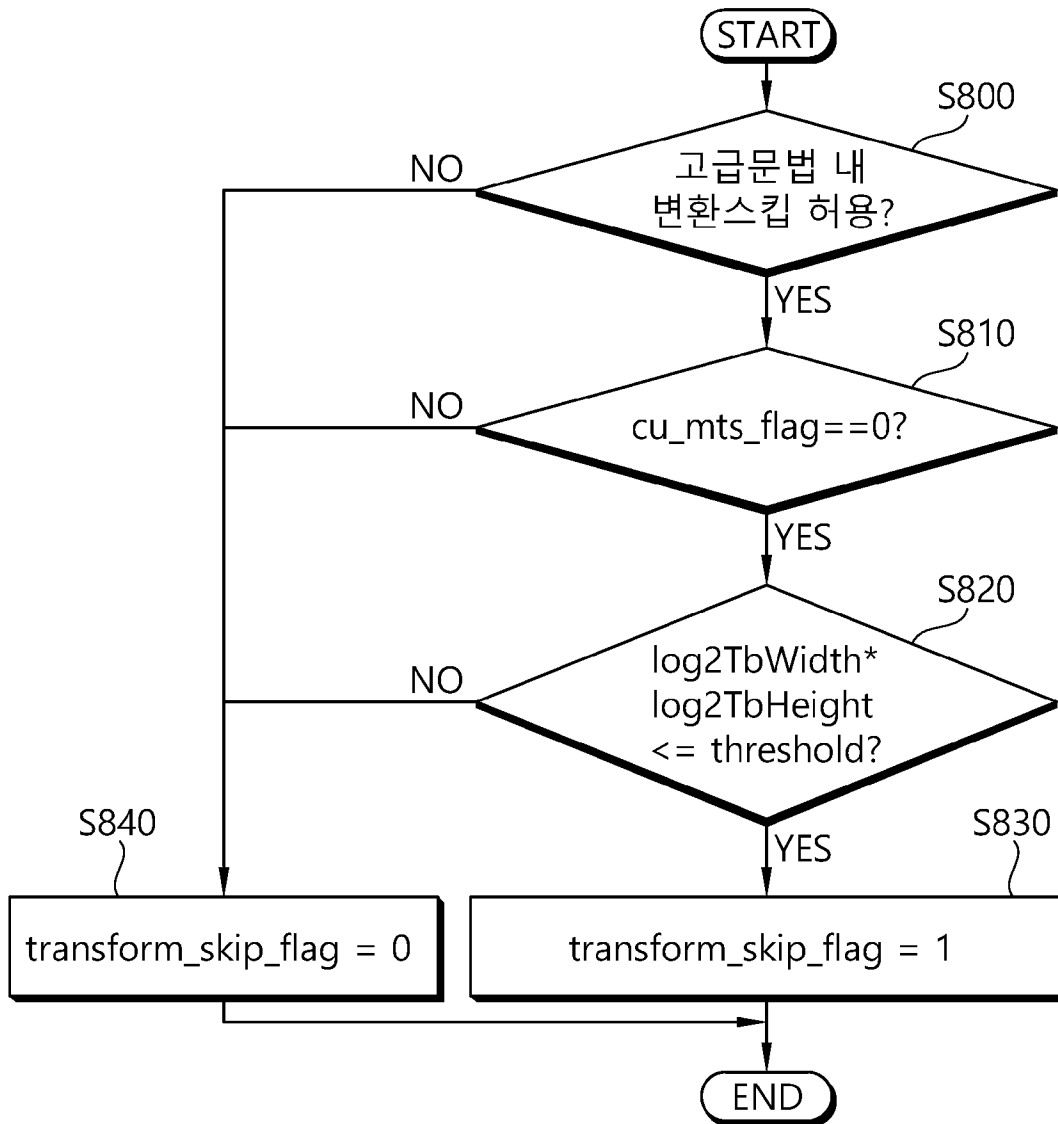 START
S800
고급문법 내
변환스킵 허용?
NO
YES
S810
cu_mts_flag==0?
NO
YES
S820
log2TbWidth*
log2TbHeight
<= threshold?
NO
YES
S840
S830
transform_skip_flag = 0
transform_skip_flag = 1
END